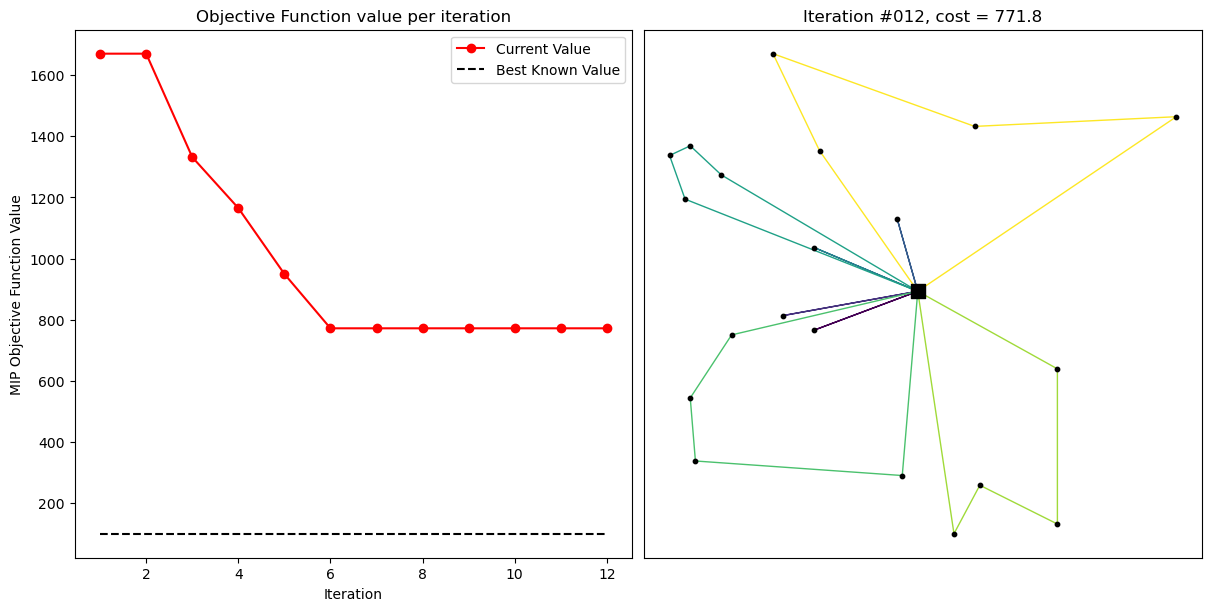 Objective Function value per iteration
Current Value
Best Known Value
MIP Objective Function Value
1600
1400
1200
1000
800
600
400
200
2 4 6 8 10 12
Iteration
Iteration #012, cost = 771.8